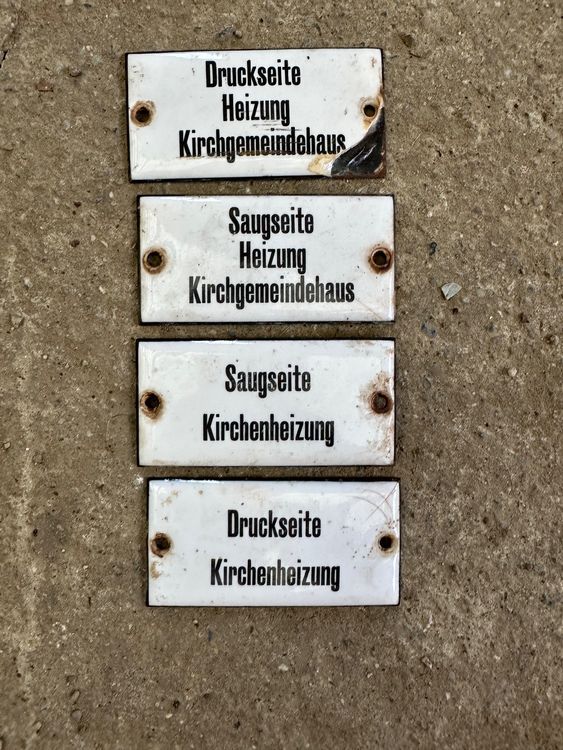 Druckseite
Heizung
Kirchgemeindehaus
Saugseite
Heizung
Kirchgemeindehaus
Saugseite
Kirchenheizung
Druckseite
Kirchenheizung